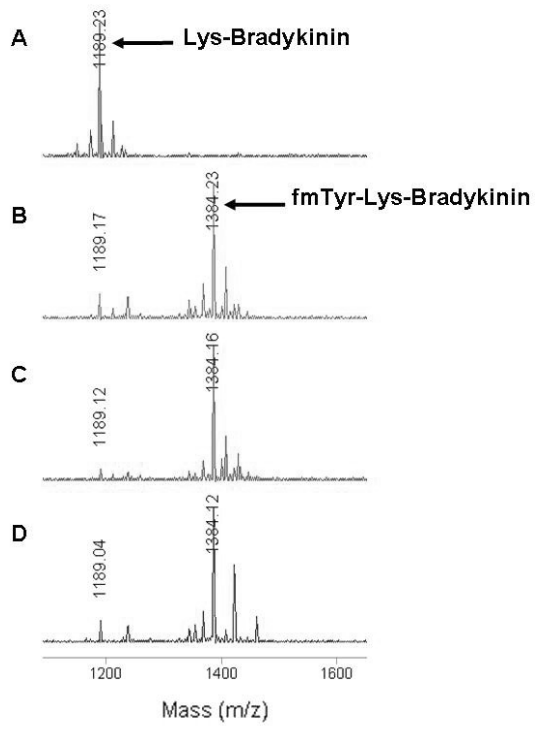 A
1189.23
Lys-Bradykinin
B
1189.17
1384.23
fmTyr-Lys-Bradykinin
C
1189.12
1384.16
D
1189.04
1384.12
1200 1400 1600
Mass (m/z)